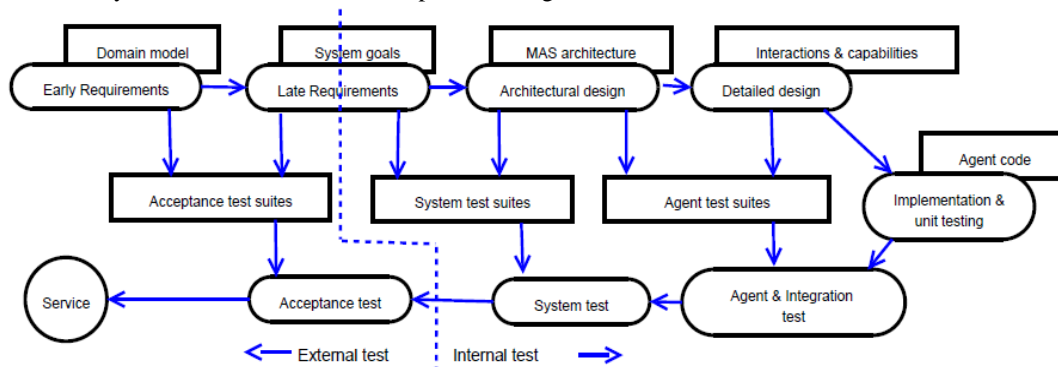 Domain model
System goals
MAS architecture
Interactions & capabilities
Early Requirements
Late Requirements
Architectural design
Detailed design
Agent code
Acceptance test suites
System test suites
Agent test suites
Implementation &
unit testing
Service
Acceptance test
System test
Agent & Integration
test
External test
Internal test